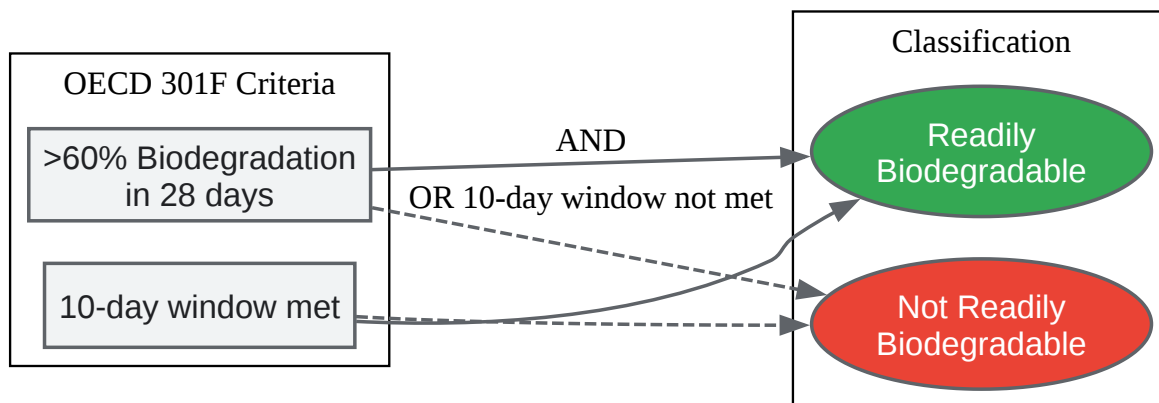 OECD 301F Criteria
>60% Biodegradation
in 28 days
10-day window met
AND
OR 10-day window not met
Classification
Readily
Biodegradable
Not Readily
Biodegradable